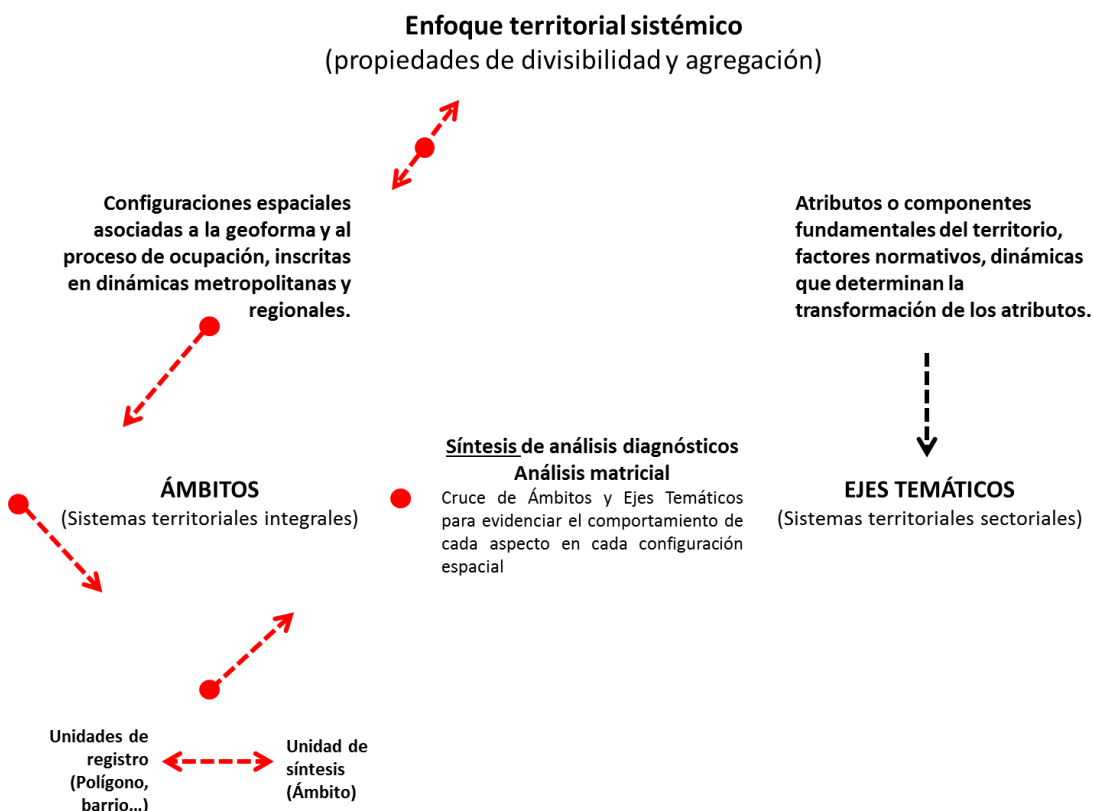 Enfoque territorial sistémico
(propiedades de divisibilidad y agregación)
Configuraciones espaciales
asociadas a la geoforma y al
proceso de ocupación, inscritas
en dinámicas metropolitanas y
regionales.
Atributos o componentes
fundamentales del territorio,
factores normativos, dinámicas
que determinan la
transformación de los atributos.
ÁMBITOS
(Sistemas territoriales integrales)
Síntesis de análisis diagnósticos
Análisis matricial
Cruce de Ámbitos y Ejes Temáticos
para evidenciar el comportamiento de
cada aspecto en cada configuración
espacial
EJES TEMÁTICOS
(Sistemas territoriales sectoriales)
Unidades de
registro
(Polígono,
barrio...)
Unidad de
síntesis
(Ámbito)